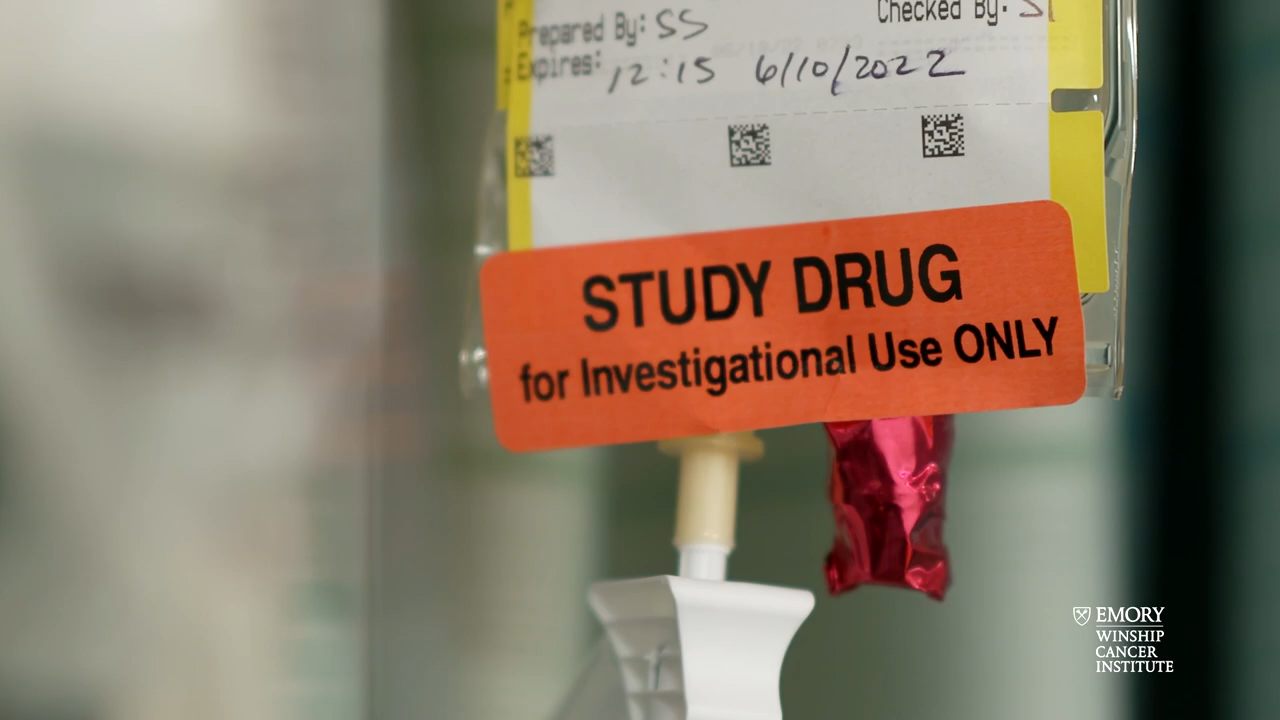 Prepared By: SS
Checked By:
Expires: 12:15 6/10/2022
STUDY DRUG
for Investigational Use ONLY
EMORY
WINSHIP
CANCER
INSTITUTE